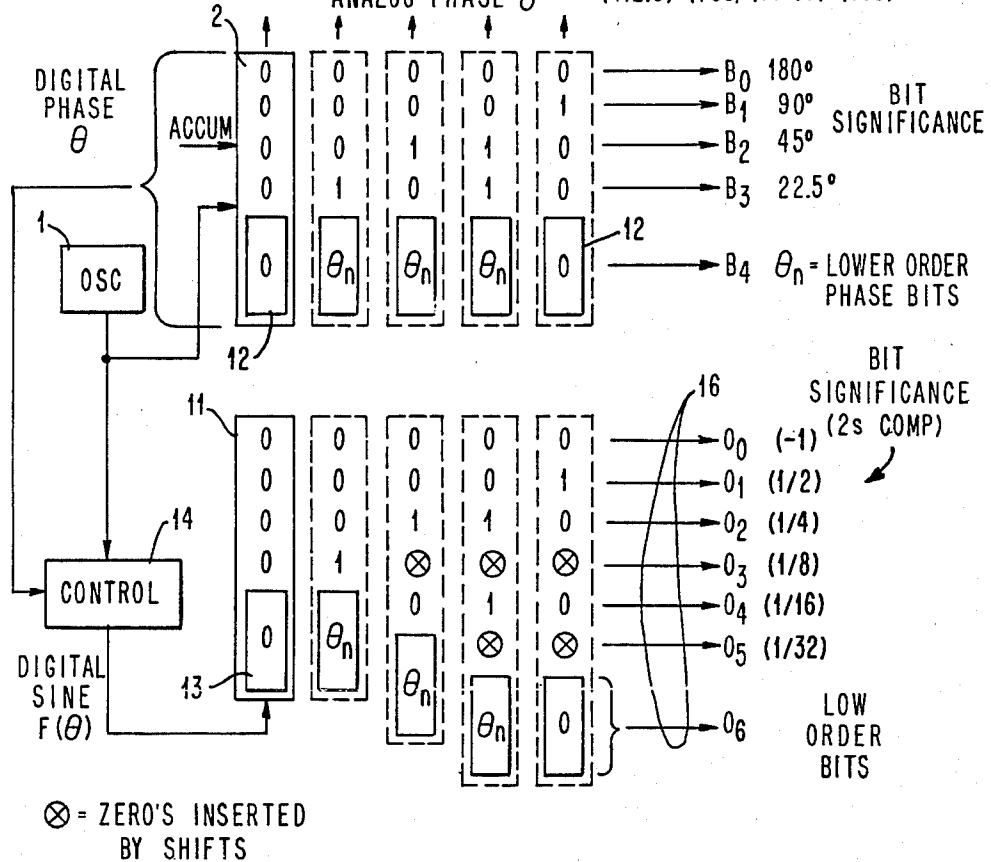 ANALOG PHASE θ
2
DIGITAL PHASE θ
ACCUM
0 0 0 0 0 B0 180°
0 0 0 0 1 B1 90°
0 0 1 1 0 B2 45°
0 1 0 1 0 B3 22.5°
BIT SIGNIFICANCE
0 θn θn θn 0 B4 θn = LOWER ORDER PHASE BITS
12
12
1
OSC
11
16
BIT SIGNIFICANCE (2s COMP)
0 0 0 0 0 O0 (-1)
0 0 0 0 1 O1 (1/2)
0 0 1 1 0 O2 (1/4)
0 1 ⊗ ⊗ ⊗ O3 (1/8)
0 1 0 O4 (1/16)
⊗ ⊗ O5 (1/32)
0 θn θn θn 0 O6
LOW ORDER BITS
13
14
CONTROL
DIGITAL SINE F(θ)
⊗ = ZERO'S INSERTED
BY SHIFTS